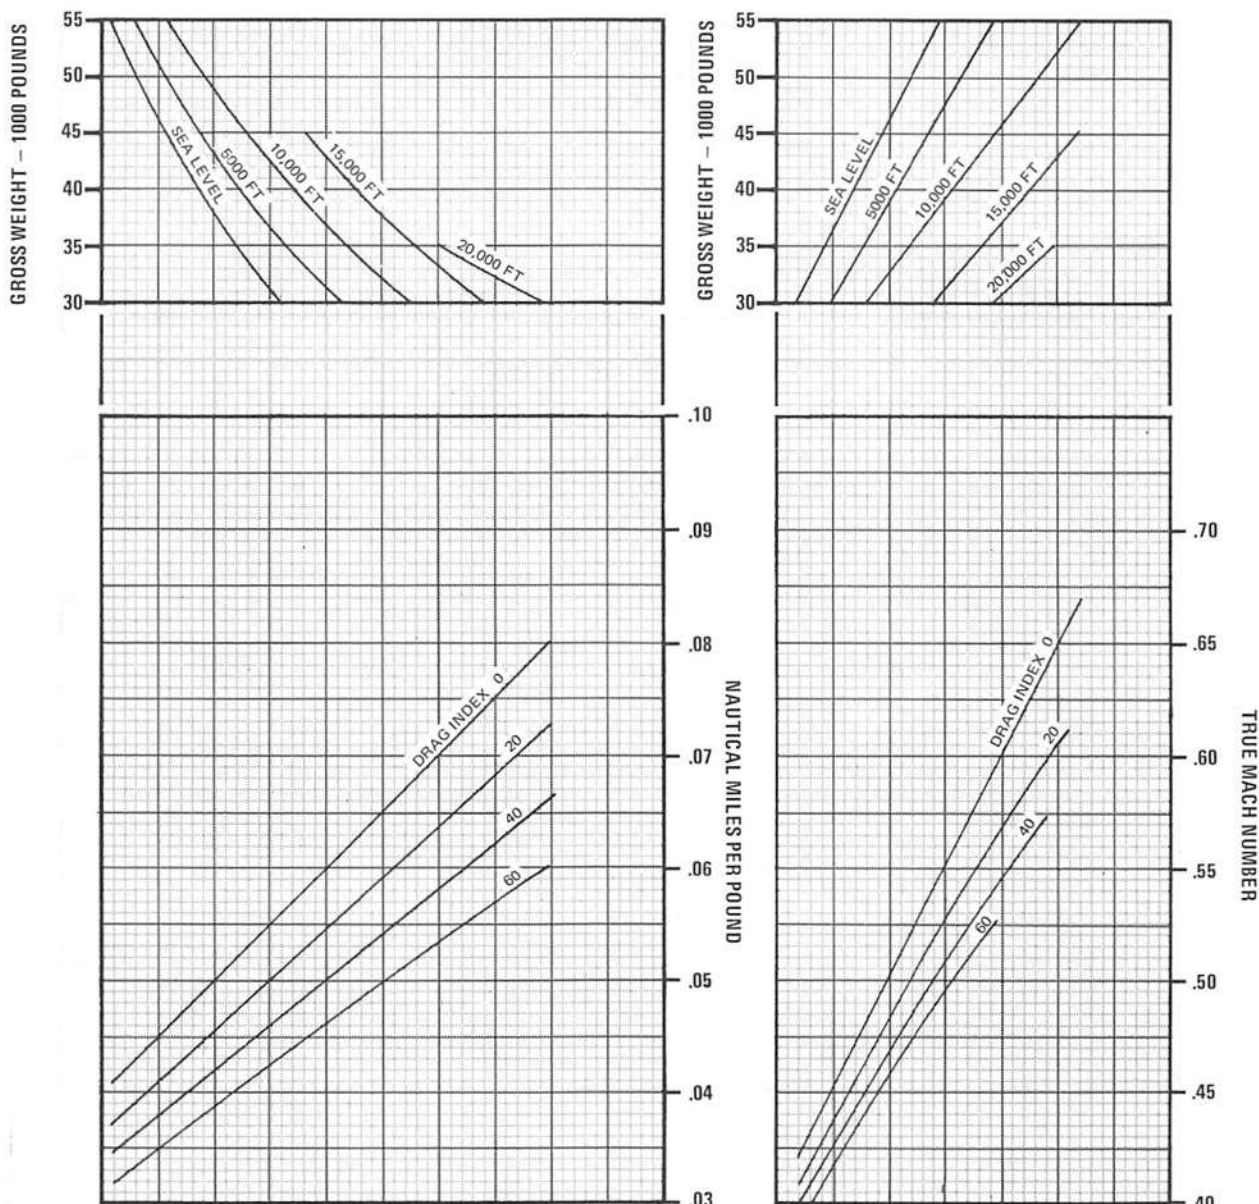 GROSS WEIGHT – 1000 POUNDS
55
50
45
40
35
30
SEA LEVEL
5000 FT
10,000 FT
15,000 FT
20,000 FT
GROSS WEIGHT – 1000 POUNDS
55
50
45
40
35
30
SEA LEVEL
5000 FT
10,000 FT
15,000 FT
20,000 FT
.10
.09
.08
.07
.06
.05
.04
.03
DRAG INDEX 0
20
40
60
NAUTICAL MILES PER POUND
.70
.65
.60
.55
.50
.45
.40
DRAG INDEX 0
20
40
60
TRUE MACH NUMBER